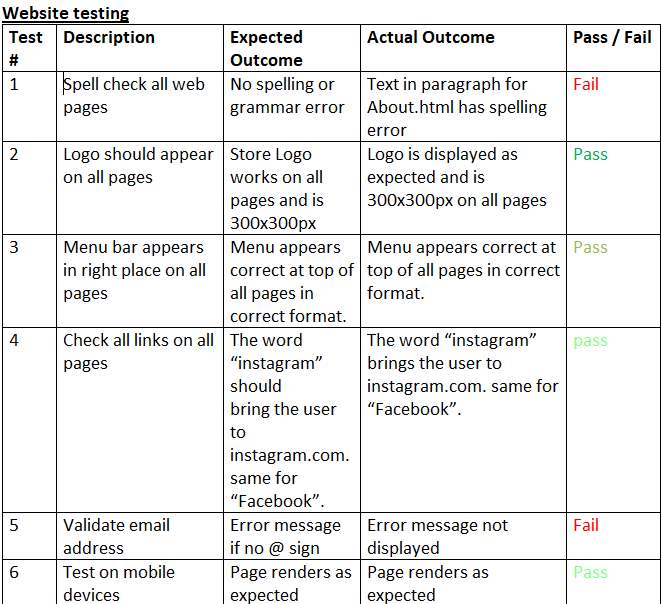 Website testing
Test # Description Expected Outcome Actual Outcome Pass / Fail
1 Spell check all web pages No spelling or grammar error Text in paragraph for About.html has spelling error Fail
2 Logo should appear on all pages Store Logo works on all pages and is 300x300px Logo is displayed as expected and is 300x300px on all pages Pass
3 Menu bar appears in right place on all pages Menu appears correct at top of all pages in correct format. Menu appears correct at top of all pages in correct format. Pass
4 Check all links on all pages The word “instagram” should bring the user to instagram.com. same for “Facebook”. The word “instagram” brings the user to instagram.com. same for “Facebook”. pass
5 Validate email address Error message if no @ sign Error message not displayed Fail
6 Test on mobile devices Page renders as expected Page renders as expected Pass